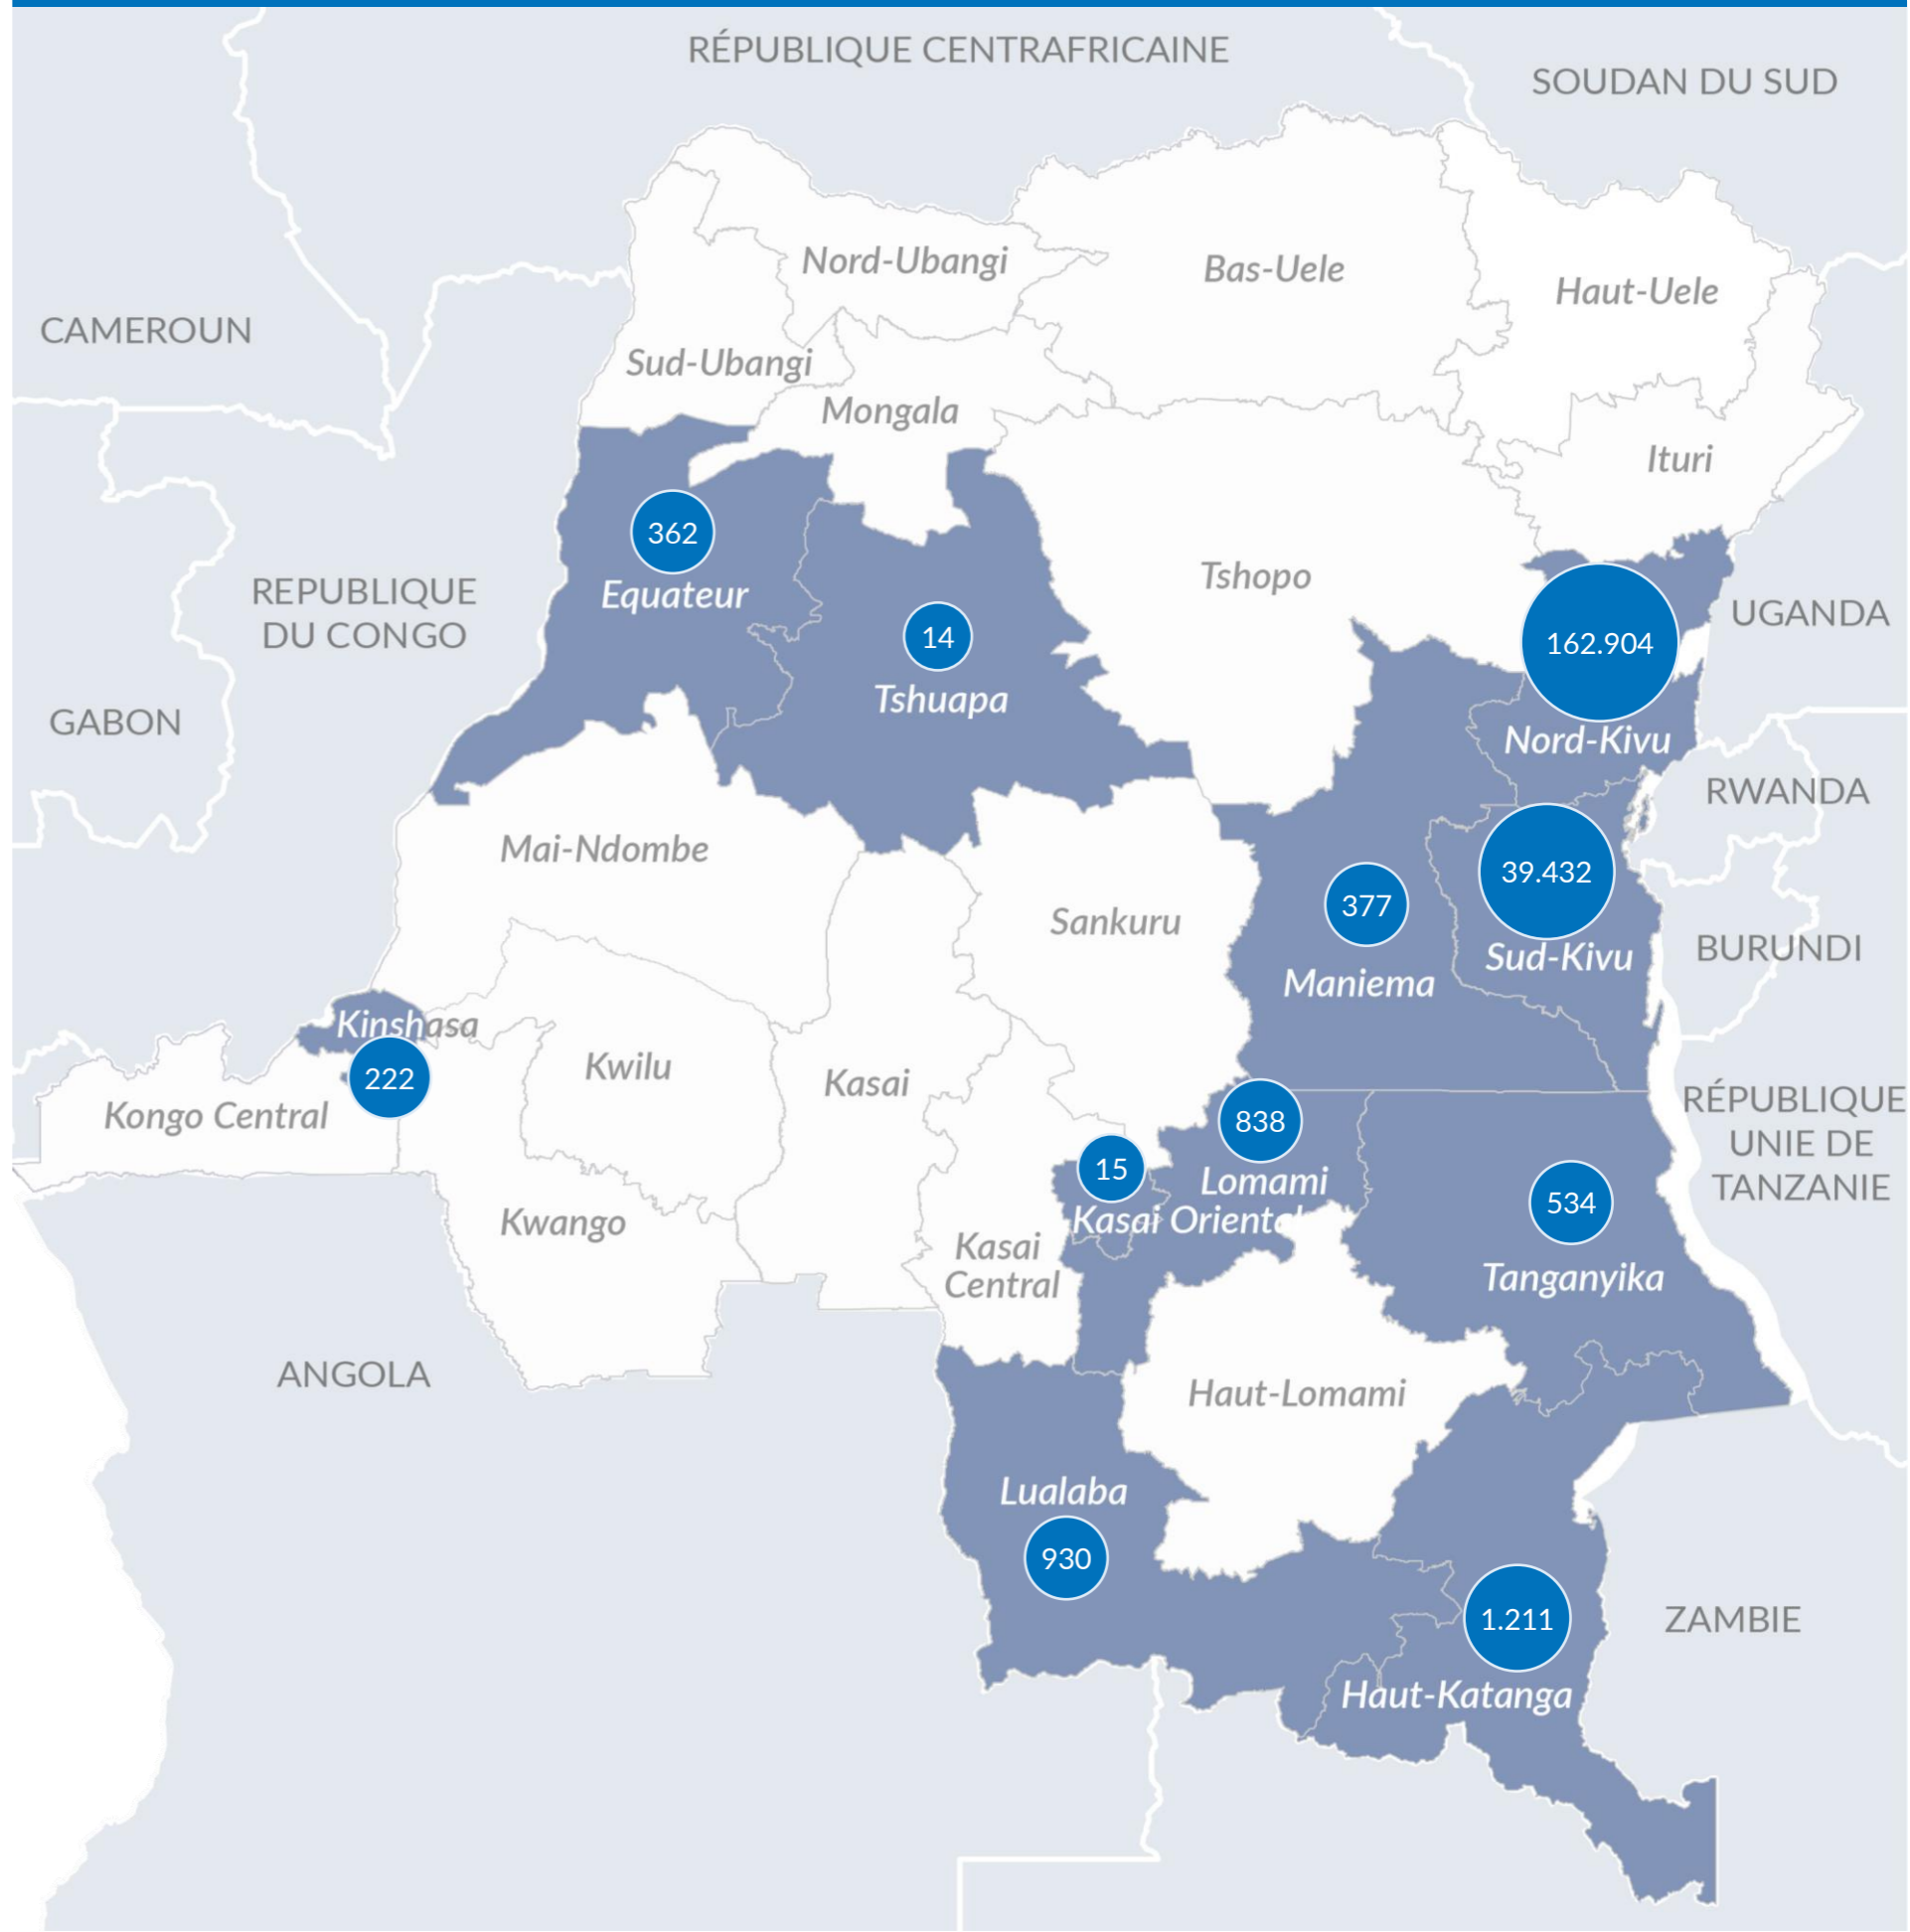 RÉPUBLIQUE CENTRAFRICAINE
SOUDAN DU SUD
Nord-Ubangi
Bas-Uele
Haut-Uele
CAMEROUN
Sud-Ubangi
Mongala
Ituri
362
Equateur
Tshopo
REPUBLIQUE
DU CONGO
14
Tshuapa
162.904
UGANDA
GABON
Nord-Kivu
RWANDA
Mai-Ndombe
39.432
377
Sankuru
Sud-Kivu
BURUNDI
Maniema
Kinshasa
222
Kwilu
Kasai
Kongo Central
838
15
Lomami
Kasai Oriental
RÉPUBLIQUE
UNIE DE
TANZANIE
534
Kwango
Kasai
Central
Tanganyika
ANGOLA
Haut-Lomami
Lualaba
930
1.211
ZAMBIE
Haut-Katanga